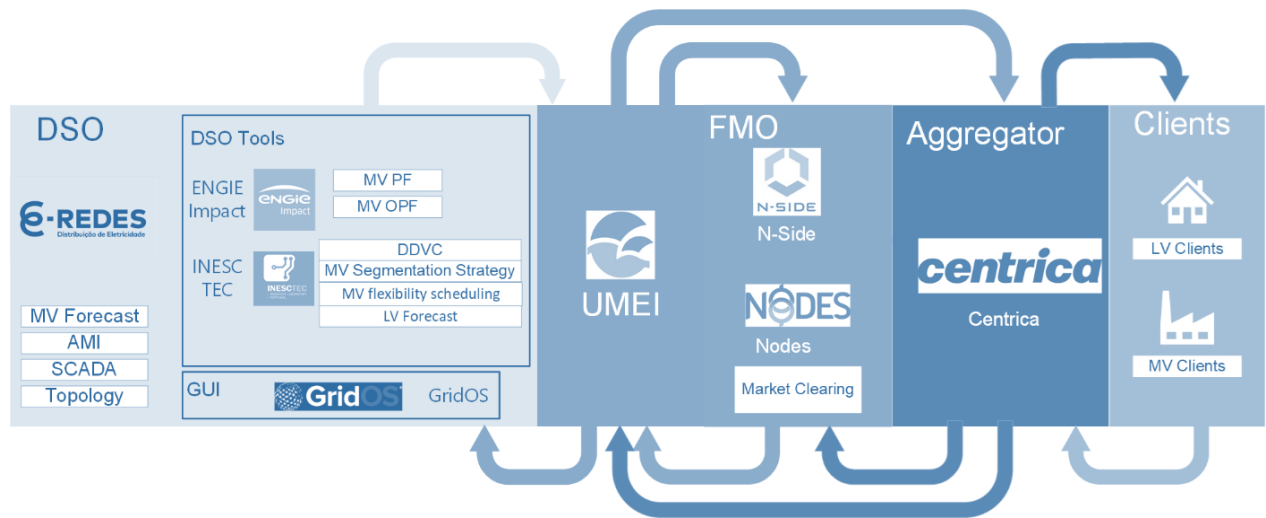 DSO
E-REDES
Distribuição de Eletricidade
MV Forecast
AMI
SCADA
Topology
DSO Tools
ENGIE
Impact
ENGIE
Impact
MV PF
MV OPF
INESC
TEC
INESCTEC
DDVC
MV Segmentation Strategy
MV flexibility scheduling
LV Forecast
GUI
GridOS
GridOS
UMEI
FMO
N-SIDE
N-Side
NODES
Nodes
Market Clearing
Aggregator
centrica
Centrica
Clients
LV Clients
MV Clients